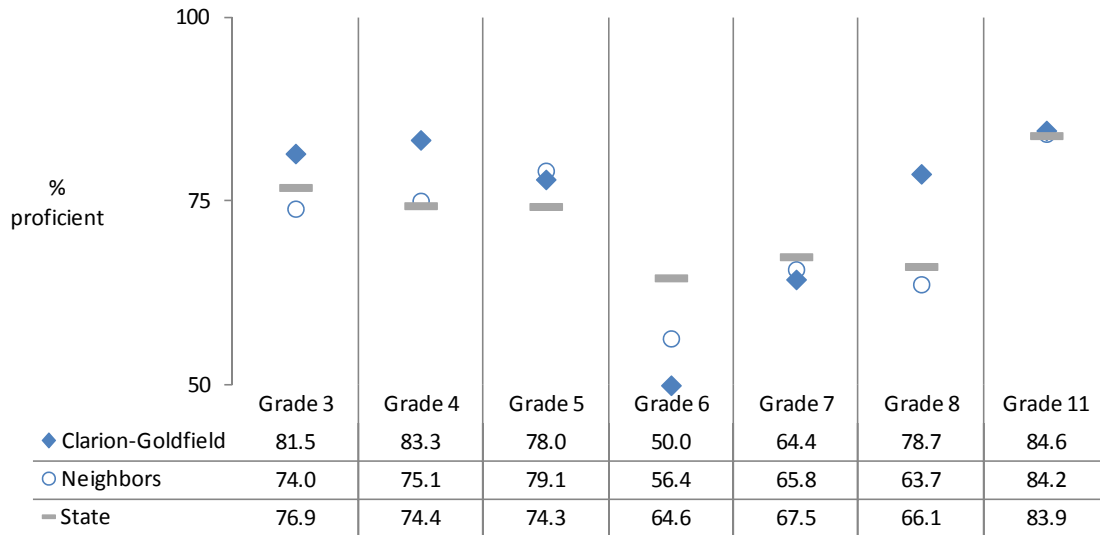 100
%
proficient
75
50
Grade 3 Grade 4 Grade 5 Grade 6 Grade 7 Grade 8 Grade 11
Clarion-Goldfield 81.5 83.3 78.0 50.0 64.4 78.7 84.6
Neighbors 74.0 75.1 79.1 56.4 65.8 63.7 84.2
State 76.9 74.4 74.3 64.6 67.5 66.1 83.9